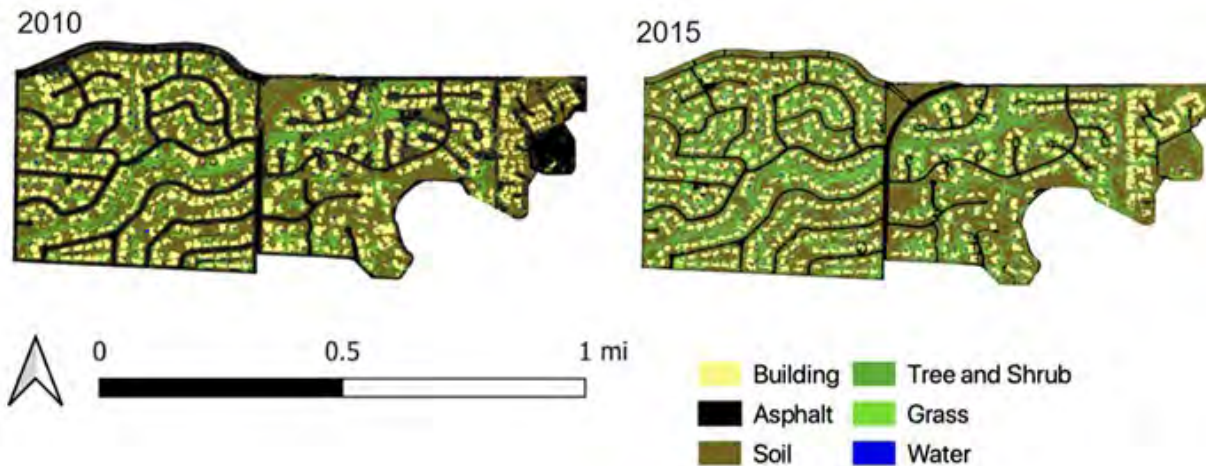 2010
2015
0 0.5 1 mi
Building Tree and Shrub
Asphalt Grass
Soil Water